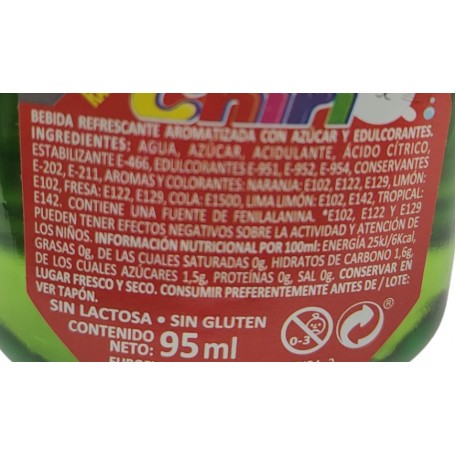 BEBIDA REFRESCANTE AROMATIZADA CON AZÚCAR Y EDULCORANTES.
INGREDIENTES: AGUA, AZÚCAR, ACIDULANTE, ÁCIDO CÍTRICO,
ESTABILIZANTE E-466, EDULCORANTES E-951, E-952, E-954, CONSERVANTES
E-202, E-211, AROMAS Y COLORANTES: NARANJA: E102, E122, E129, LIMÓN:
E102, FRESA: E122, E129, COLA: E150D, LIMA LIMON: E102, E142, TROPICAL:
E142. CONTIENE UNA FUENTE DE FENILALANINA. *E102, E122 Y E129
PUEDEN TENER EFECTOS NEGATIVOS SOBRE LA ACTIVIDAD Y ATENCIÓN DE
LOS NIÑOS. INFORMACIÓN NUTRICIONAL POR 100ml: ENERGÍA 25KJ/6Kcal,
GRASAS 0g, DE LAS CUALES SATURADAS 0g, HIDRATOS DE CARBONO 1,6g,
DE LOS CUALES AZÚCARES 1,5g, PROTEÍNAS 0g, SAL 0g. CONSERVAR EN
LUGAR FRESCO Y SECO. CONSUMIR PREFERENTEMENTE ANTES DE / LOTE:
VER TAPÓN.
SIN LACTOSA • SIN GLUTEN
CONTENIDO
NETO: 95 ml
0-3
®